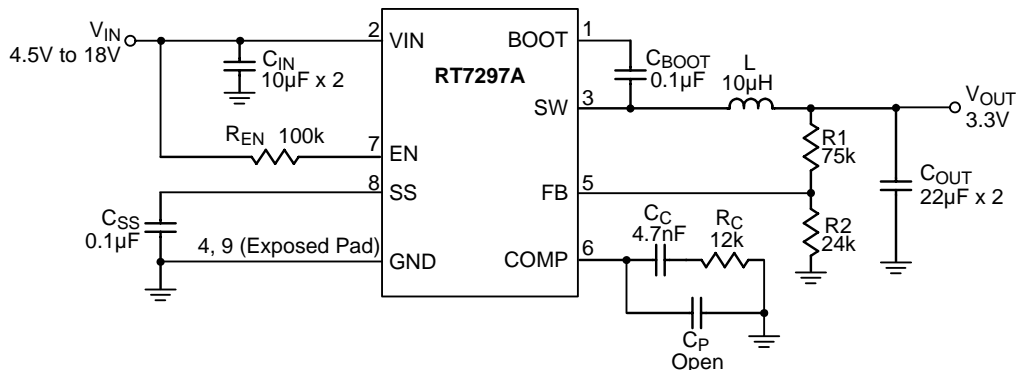 VIN
4.5V to 18V
CIN
10µF x 2
REN 100k
CSS
0.1µF
4, 9 (Exposed Pad)
2
7
8
VIN
EN
SS
GND
RT7297A
BOOT
SW
FB
COMP
1
3
5
6
CBOOT
0.1µF
L
10µH
VOUT
3.3V
R1
75k
R2
24k
COUT
22µF x 2
CC
4.7nF
RC
12k
CP
Open